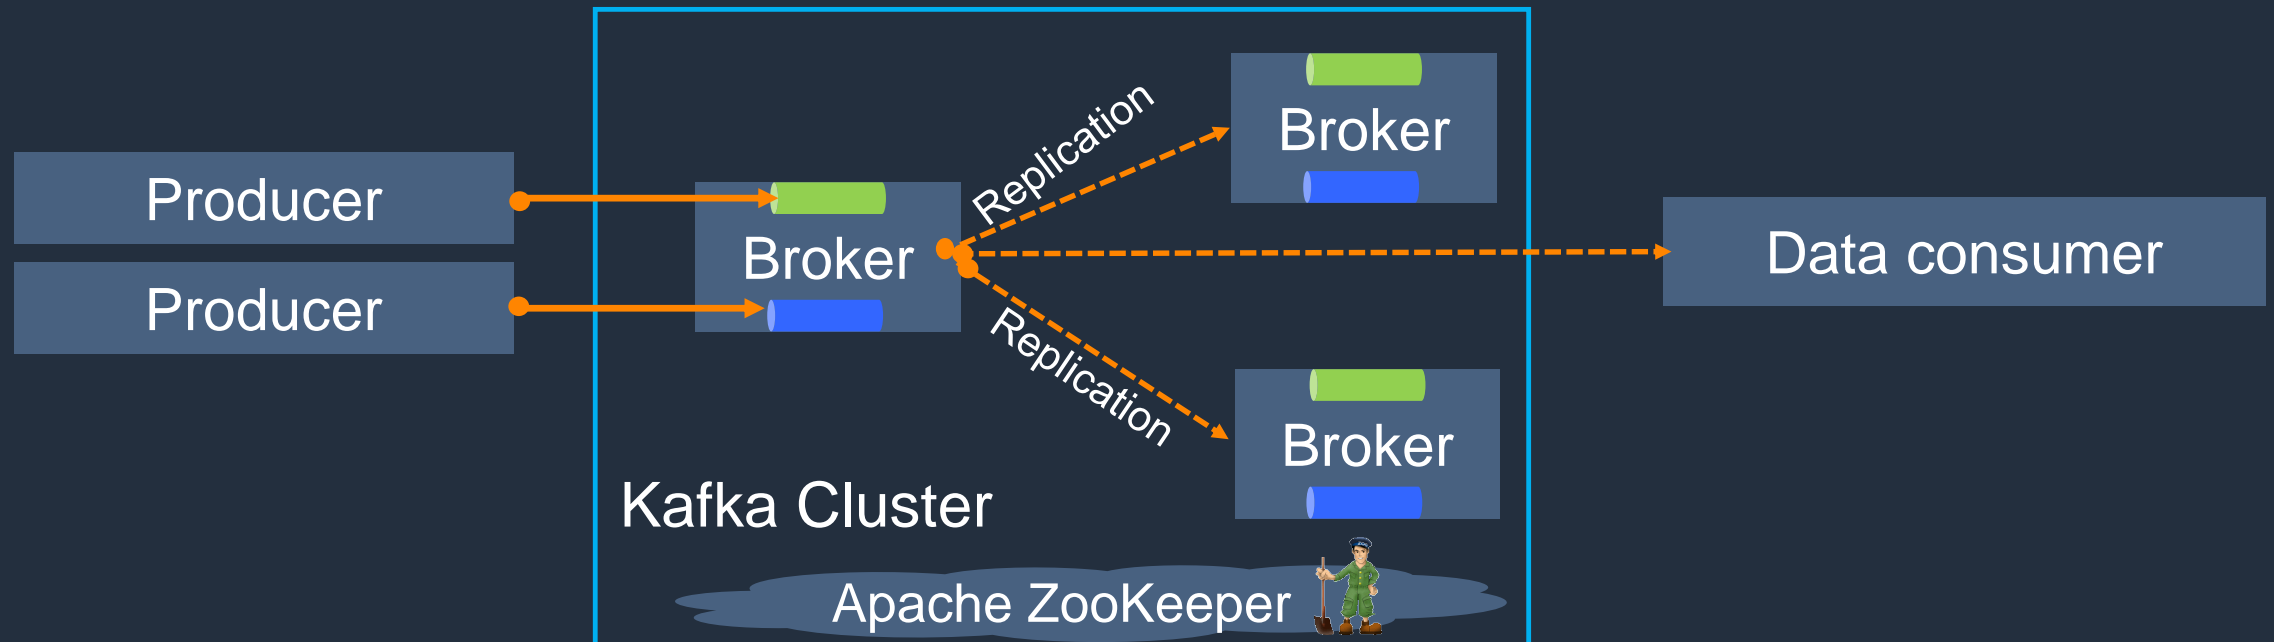 Producer
Producer
Broker
Replication
Replication
Broker
Broker
Data consumer
Kafka Cluster
Apache ZooKeeper